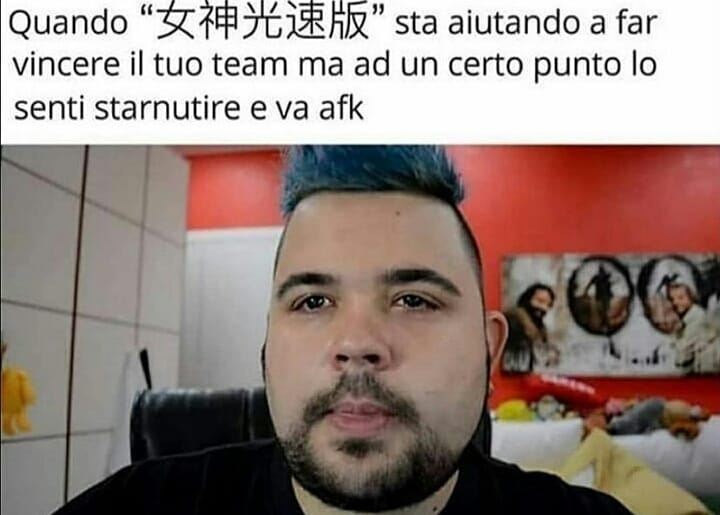 Quando “女神光速版” sta aiutando a far
vincere il tuo team ma ad un certo punto lo
senti starnutire e va afk